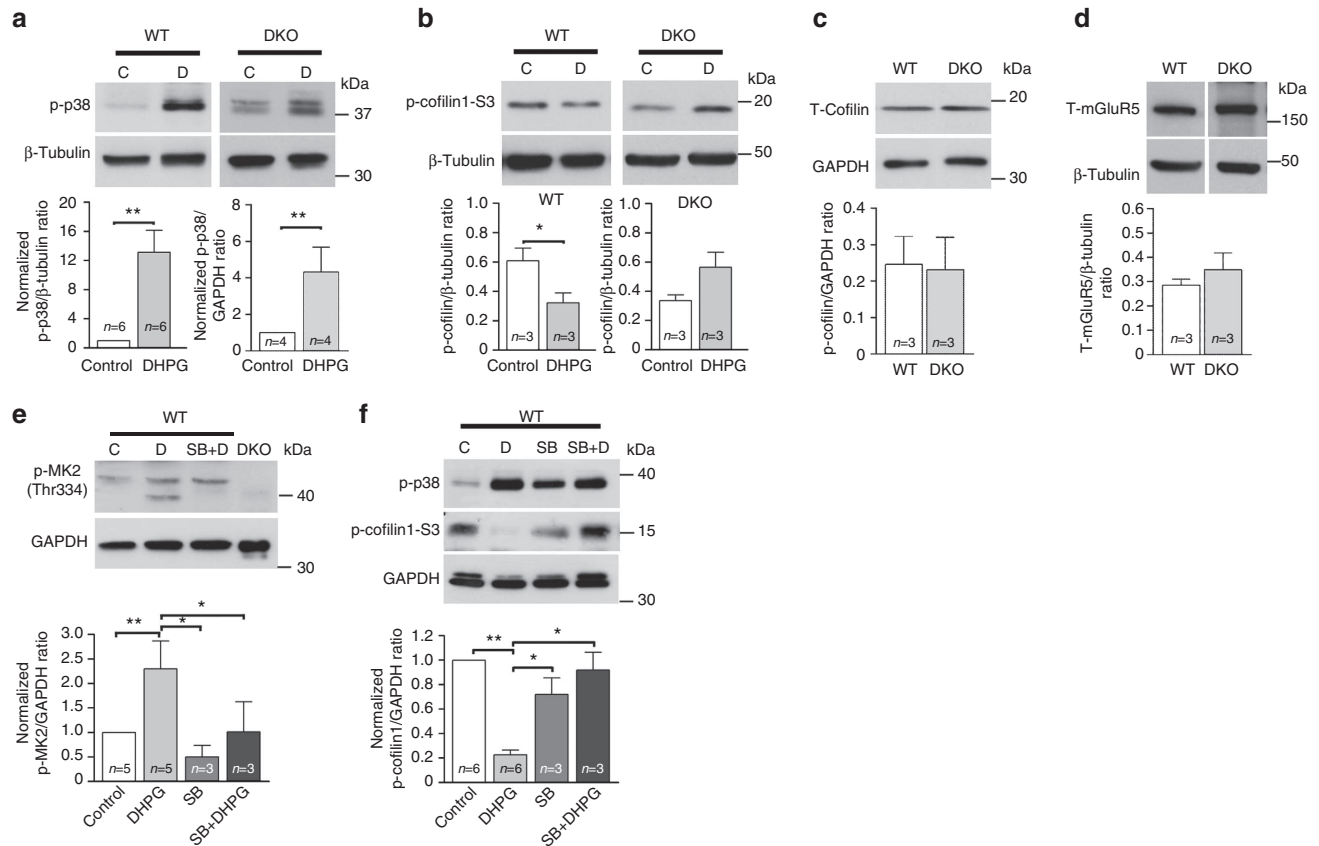 a
WT
DKO
C D C D
kDa
p-p38
37
β-Tubulin
30
Normalized
p-p38/β-tubulin ratio
20
16
12
8
4
0
**
n=6 n=6
Control DHPG
Normalized p-p38/
GAPDH ratio
8
6
4
2
0
**
n=4 n=4
Control DHPG
b
WT
DKO
C D C D
kDa
p-cofilin1-S3
20
β-Tubulin
50
p-cofilin/β-tubulin ratio
WT
1.0
0.8
0.6
0.4
0.2
0
*
n=3 n=3
Control DHPG
p-cofilin/β-tubulin ratio
DKO
1.0
0.8
0.6
0.4
0.2
0
n=3 n=3
Control DHPG
c
WT DKO
kDa
T-Cofilin
20
GAPDH
30
p-cofilin/GAPDH ratio
0.4
0.3
0.2
0.1
0
n=3 n=3
WT DKO
d
WT DKO
kDa
T-mGluR5
150
β-Tubulin
50
T-mGluR5/β-tubulin
ratio
0.6
0.5
0.4
0.3
0.2
0.1
0
n=3 n=3
WT DKO
e
WT
C D SB+D DKO
kDa
p-MK2
(Thr334)
40
GAPDH
30
Normalized
p-MK2/GAPDH ratio
3.0
2.5
2.0
1.5
1.0
0.5
0
**
*
*
n=5 n=5 n=3 n=3
Control DHPG SB SB+DHPG
f
WT
C D SB SB+D
kDa
p-p38
40
p-cofilin1-S3
15
GAPDH
30
Normalized
p-cofilin1/GAPDH ratio
1.2
1.0
0.8
0.6
0.4
0.2
0
**
*
*
n=6 n=6 n=3 n=3
Control DHPG SB SB+DHPG